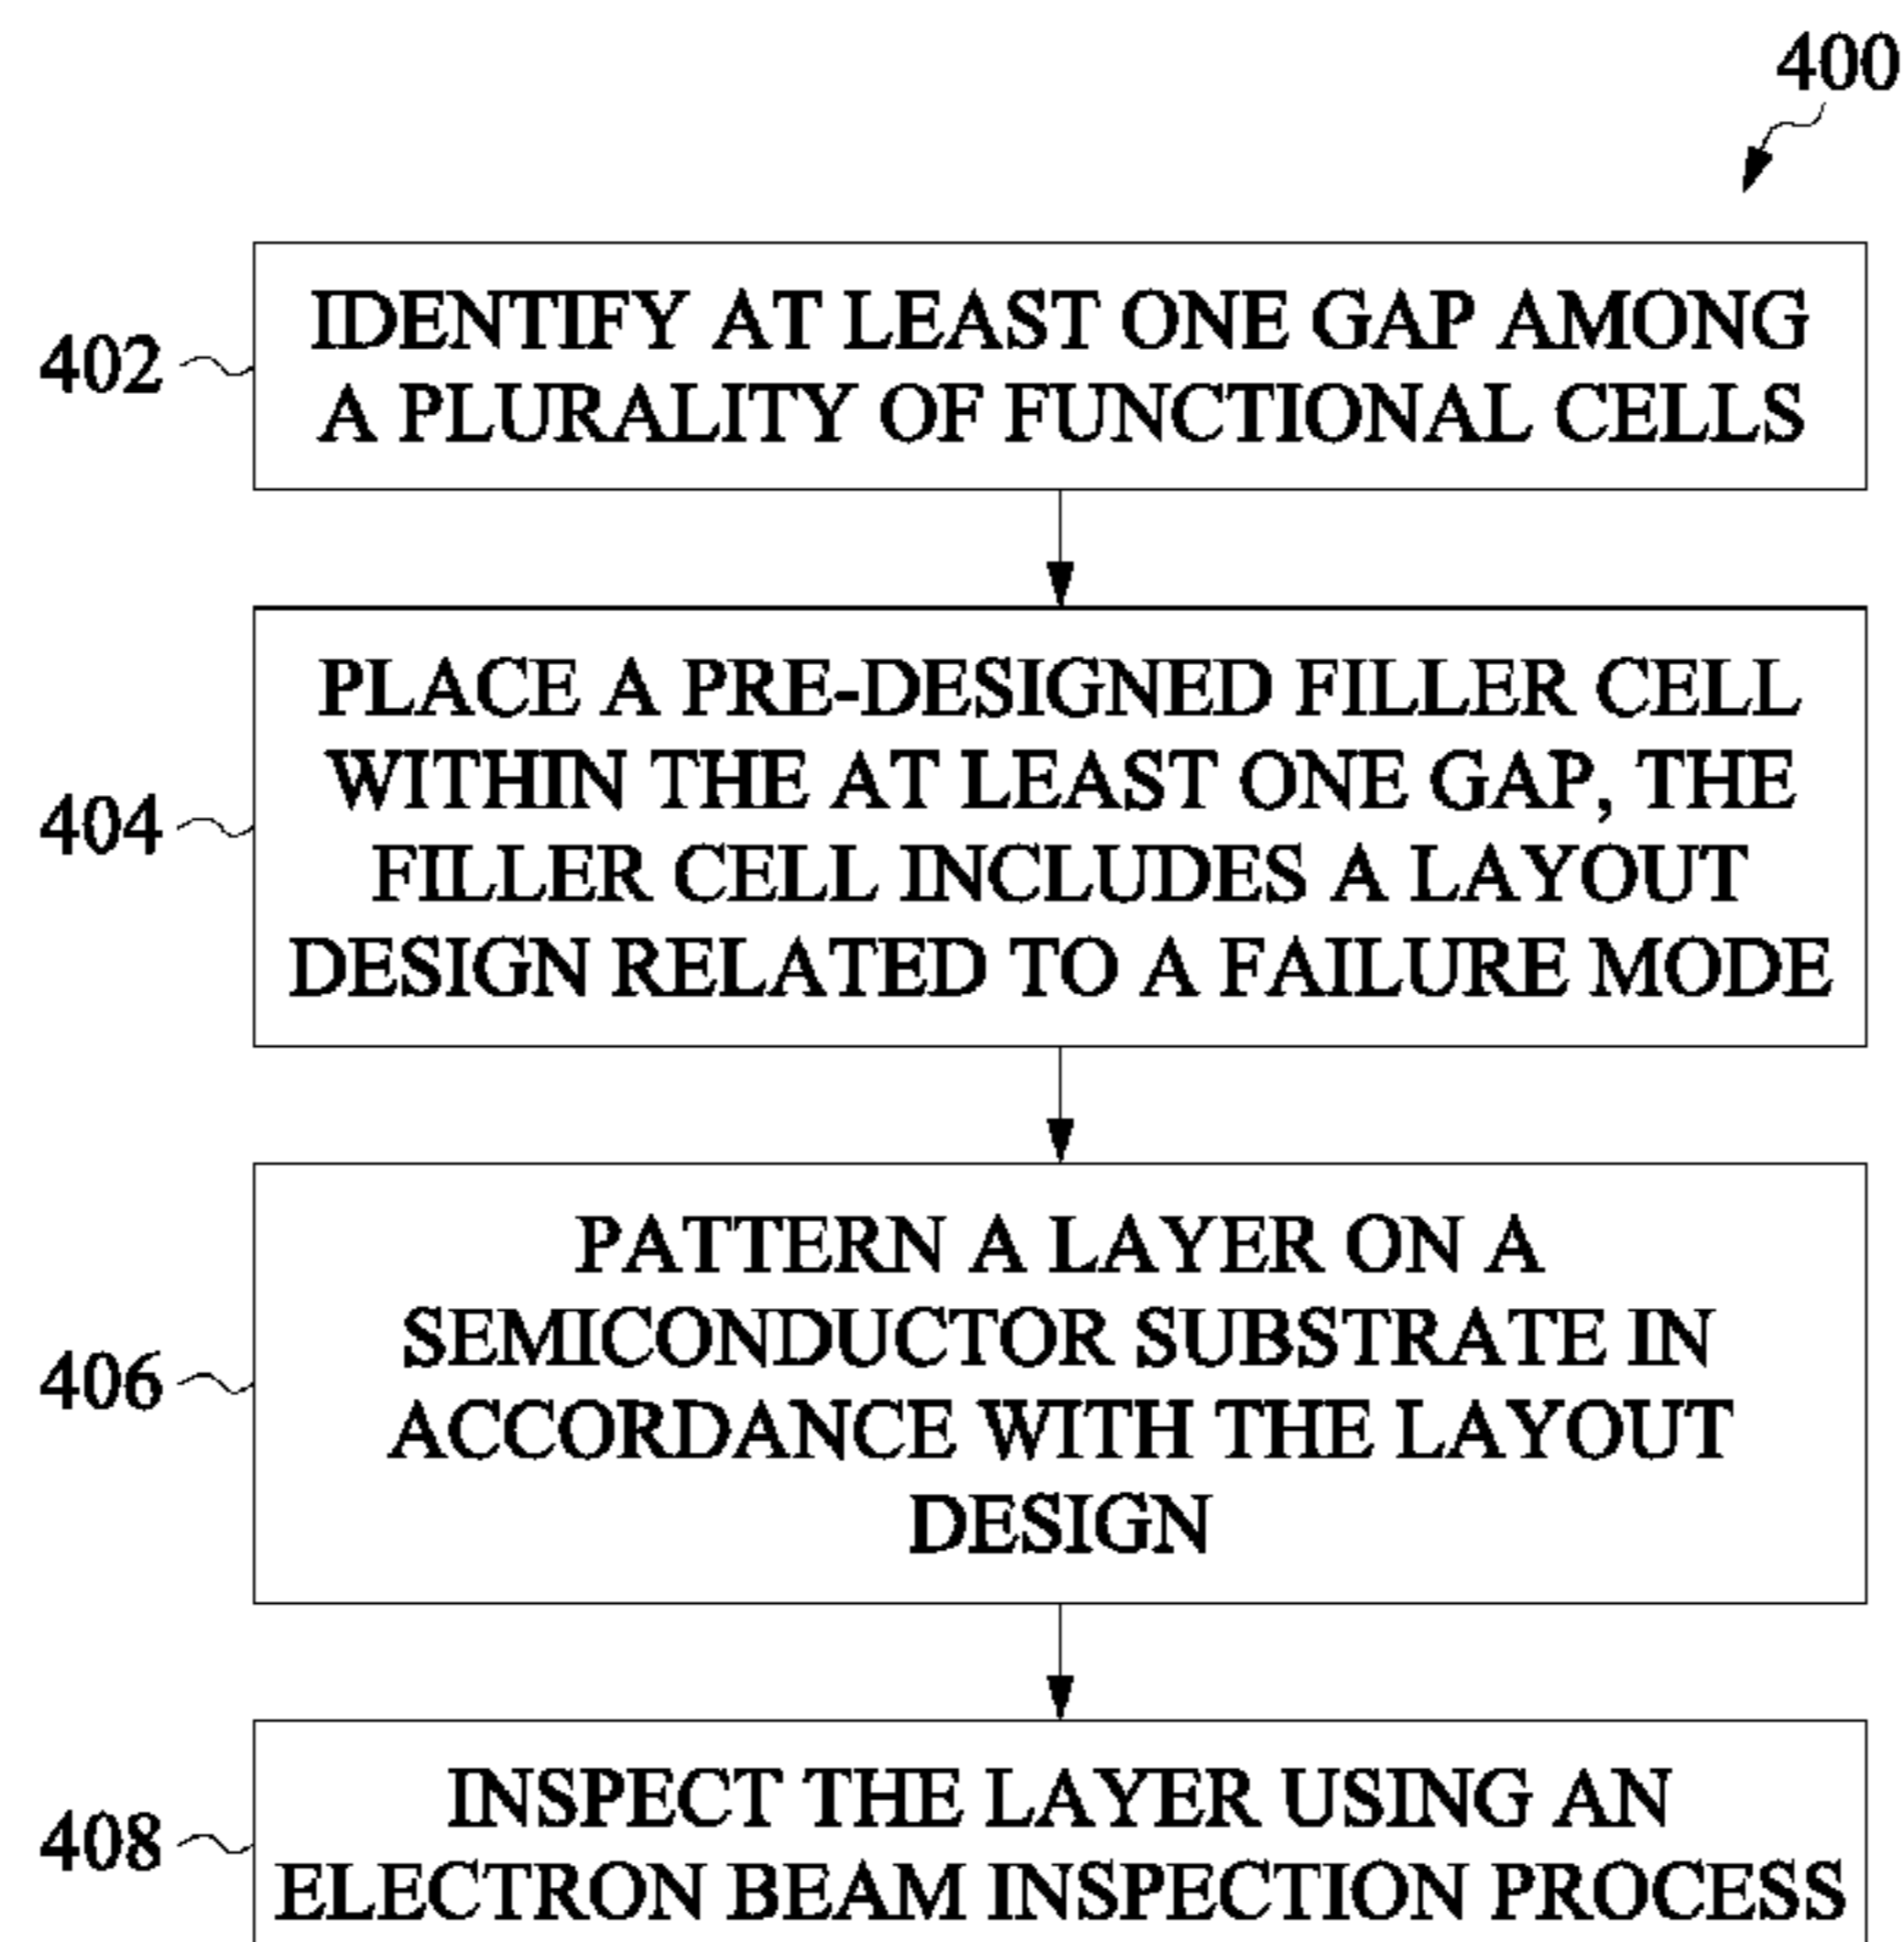 400
402
IDENTIFY AT LEAST ONE GAP AMONG
A PLURALITY OF FUNCTIONAL CELLS
404
PLACE A PRE-DESIGNED FILLER CELL
WITHIN THE AT LEAST ONE GAP, THE
FILLER CELL INCLUDES A LAYOUT
DESIGN RELATED TO A FAILURE MODE
406
PATTERN A LAYER ON A
SEMICONDUCTOR SUBSTRATE IN
ACCORDANCE WITH THE LAYOUT
DESIGN
408
INSPECT THE LAYER USING AN
ELECTRON BEAM INSPECTION PROCESS